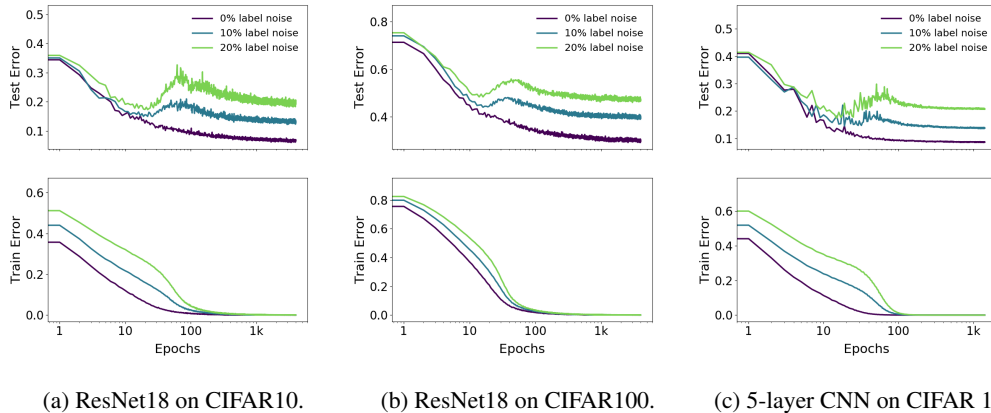 0% label noise
10% label noise
20% label noise
Test Error
0.5
0.4
0.3
0.2
0.1
0% label noise
10% label noise
20% label noise
Test Error
0.8
0.6
0.4
0% label noise
10% label noise
20% label noise
Test Error
0.5
0.4
0.3
0.2
0.1
Train Error
0.6
0.4
0.2
0.0
1 10 100 1k
Epochs
Train Error
0.8
0.6
0.4
0.2
0.0
1 10 100 1k
Epochs
Train Error
0.6
0.4
0.2
0.0
1 10 100 1k
Epochs
(a) ResNet18 on CIFAR10.
(b) ResNet18 on CIFAR100.
(c) 5-layer CNN on CIFAR 1